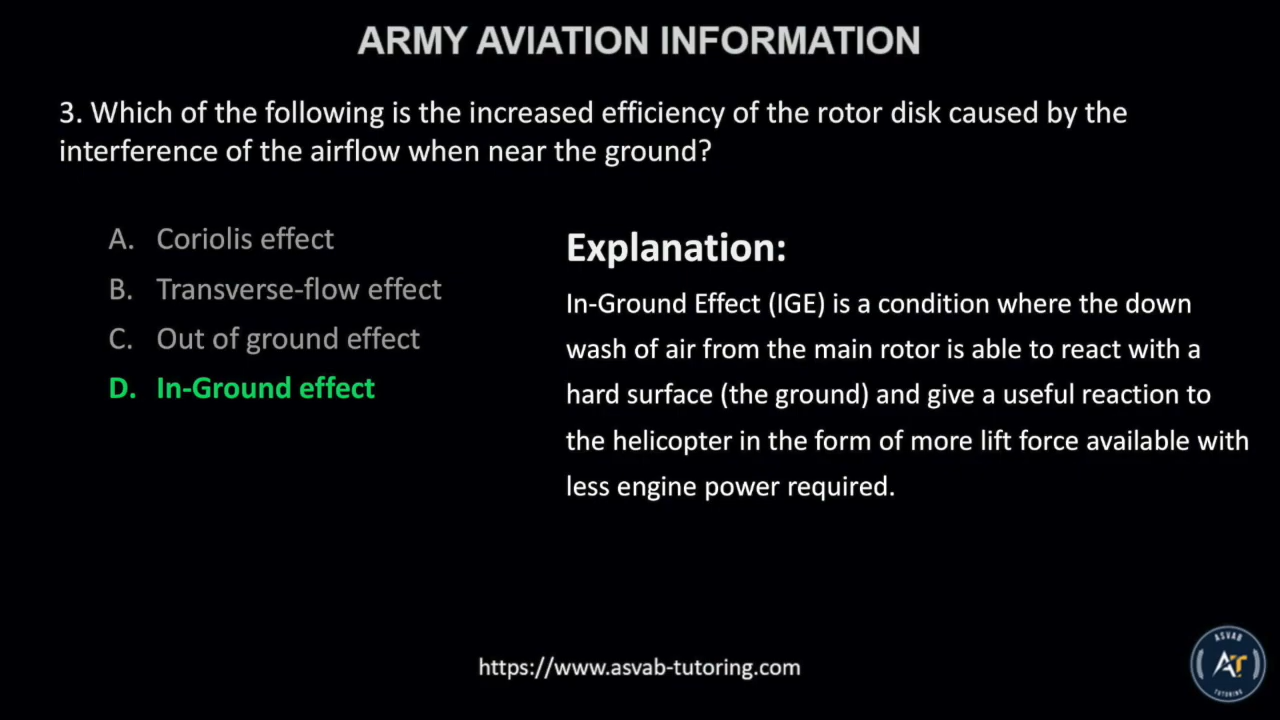 ARMY AVIATION INFORMATION
3. Which of the following is the increased efficiency of the rotor disk caused by the
interference of the airflow when near the ground?
A. Coriolis effect
B. Transverse-flow effect
C. Out of ground effect
D. In-Ground effect
Explanation:
In-Ground Effect (IGE) is a condition where the down
wash of air from the main rotor is able to react with a
hard surface (the ground) and give a useful reaction to
the helicopter in the form of more lift force available with
less engine power required.
https://www.asvab-tutoring.com
ASVAB
AT
TUTORING